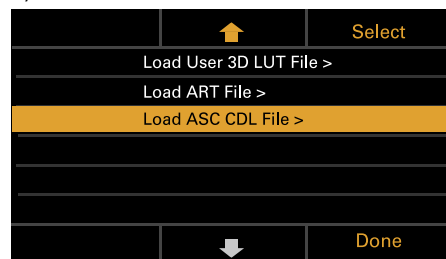 Select
Load User 3D LUT File >
Load ART File >
Load ASC CDL File >
Done